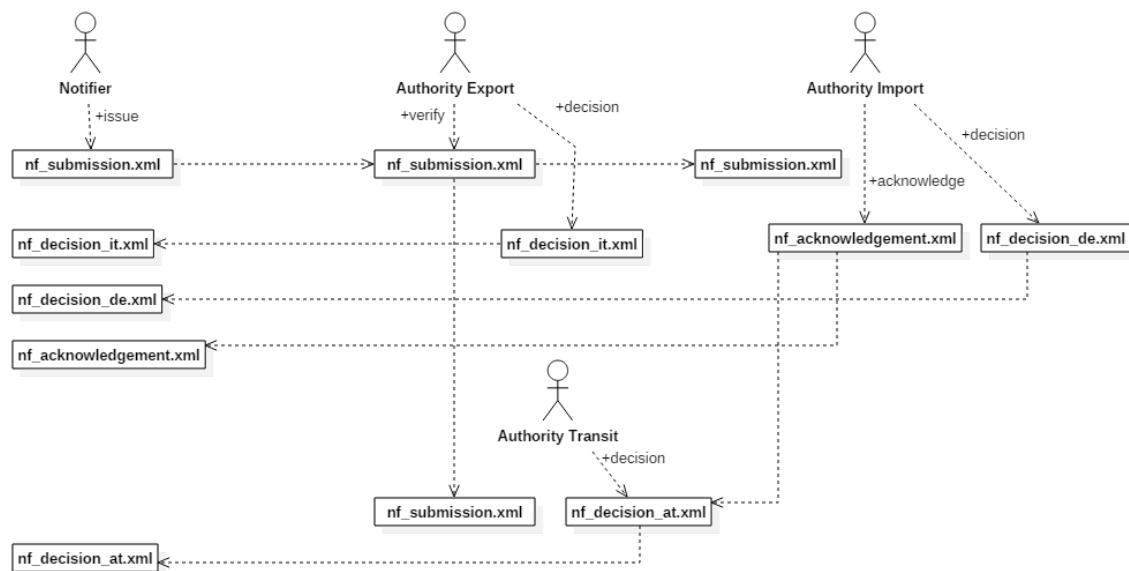 Notifier
Authority Export
Authority Import
+issue
+verify
+decision
+decision
nf_submission.xml
nf_submission.xml
nf_submission.xml
+acknowledge
nf_decision_it.xml
nf_decision_it.xml
nf_acknowledgement.xml
nf_decision_de.xml
nf_decision_de.xml
nf_acknowledgement.xml
Authority Transit
+decision
nf_submission.xml
nf_decision_at.xml
nf_decision_at.xml